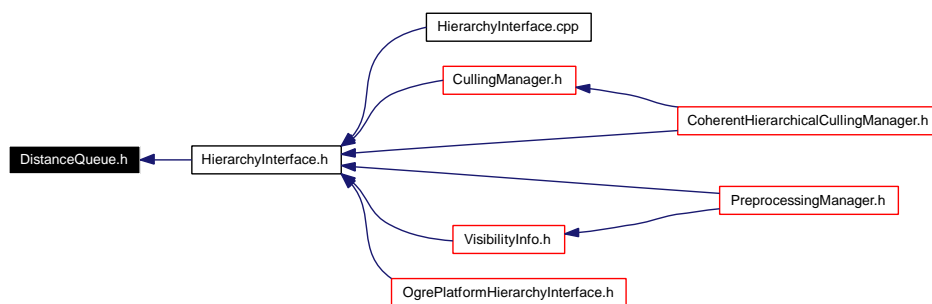 HierarchyInterface.cpp
CullingManager.h
CoherentHierarchicalCullingManager.h
DistanceQueue.h
HierarchyInterface.h
PreprocessingManager.h
VisibilityInfo.h
OgrePlatformHierarchyInterface.h